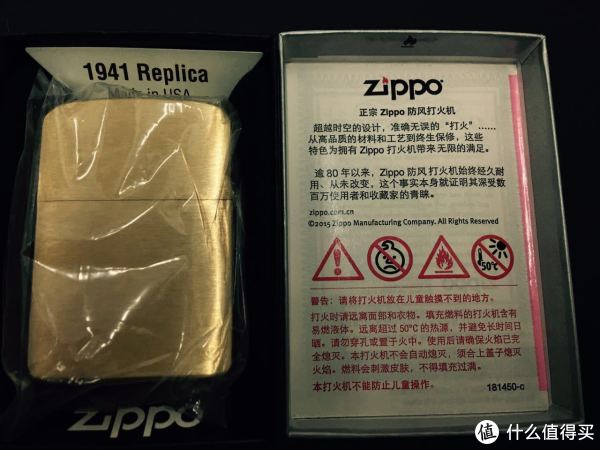 1941 Replica
Made in USA
zippo
zippo
正宗 Zippo 防风打火机
超越时空的设计，准确无误的“打火”……
从高品质的材料和工艺到终生保修，这些
特色为拥有 Zippo 打火机带来无限的满足。
逾 80 年以来，Zippo 防风打火机始终经久耐
用、从未改变，这个事实本身就证明其深受数
百万使用者和收藏家的青睐。
zippo.com.cn
©2015 Zippo Manufacturing Company. All Rights Reserved
50°C
警告：请将打火机放在儿童触摸不到的地方。
打火时请远离面部和衣物。填充燃料的打火机含有
易燃液体。远离超过 50°C 的热源，并避免长时间日
晒。请勿穿孔或置于火中。使用后请确保火焰已完
全熄灭。本打火机不会自动熄灭，须合上盖子熄灭
火焰。燃料会刺激皮肤，不得填充过满。
本打火机不能防止儿童操作。
181450-c
值 什么值得买